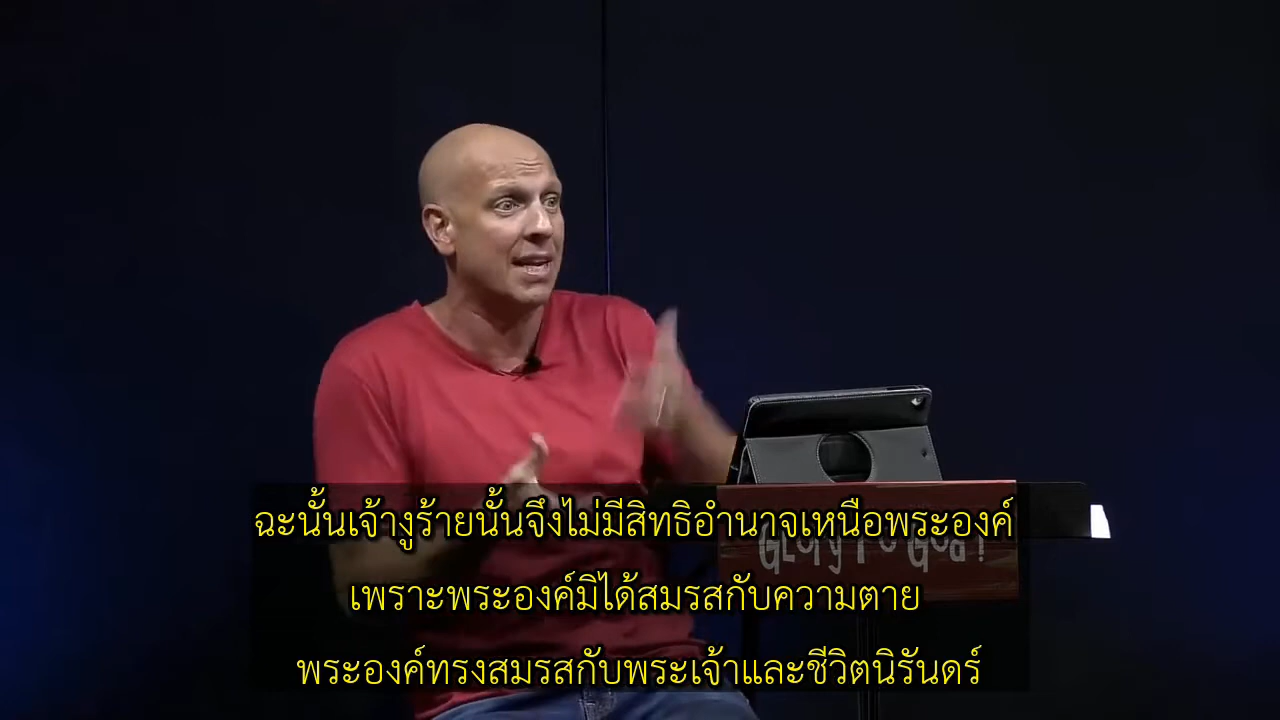 ฉะนั้นเจ้างูร้ายนั้นจึงไม่มีสิทธิอำนาจเหนือพระองค์
เพราะพระองค์มิได้สมรสกับความตาย
พระองค์ทรงสมรสกับพระเจ้าและชีวิตนิรันดร์
Glory To God!